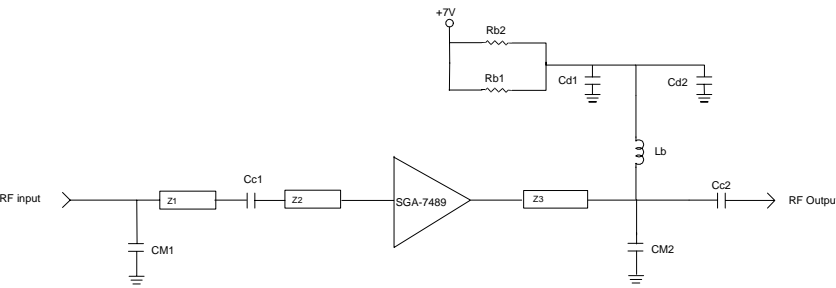 +7V
Rb2
Rb1
Cd1
Cd2
Lb
Cc1
Cc2
RF input
Z1
Z2
SGA-7489
Z3
RF Outpu
CM1
CM2